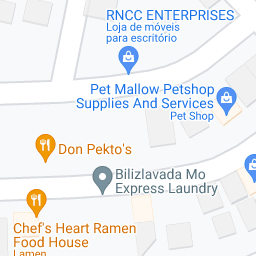 RNCC ENTERPRISES
Loja de móveis
para escritório
Pet Mallow Petshop
Supplies And Services
Pet Shop
Don Pekto's
Bilizlavada Mo
Express Laundry
Chef's Heart Ramen
Food House
Lamen